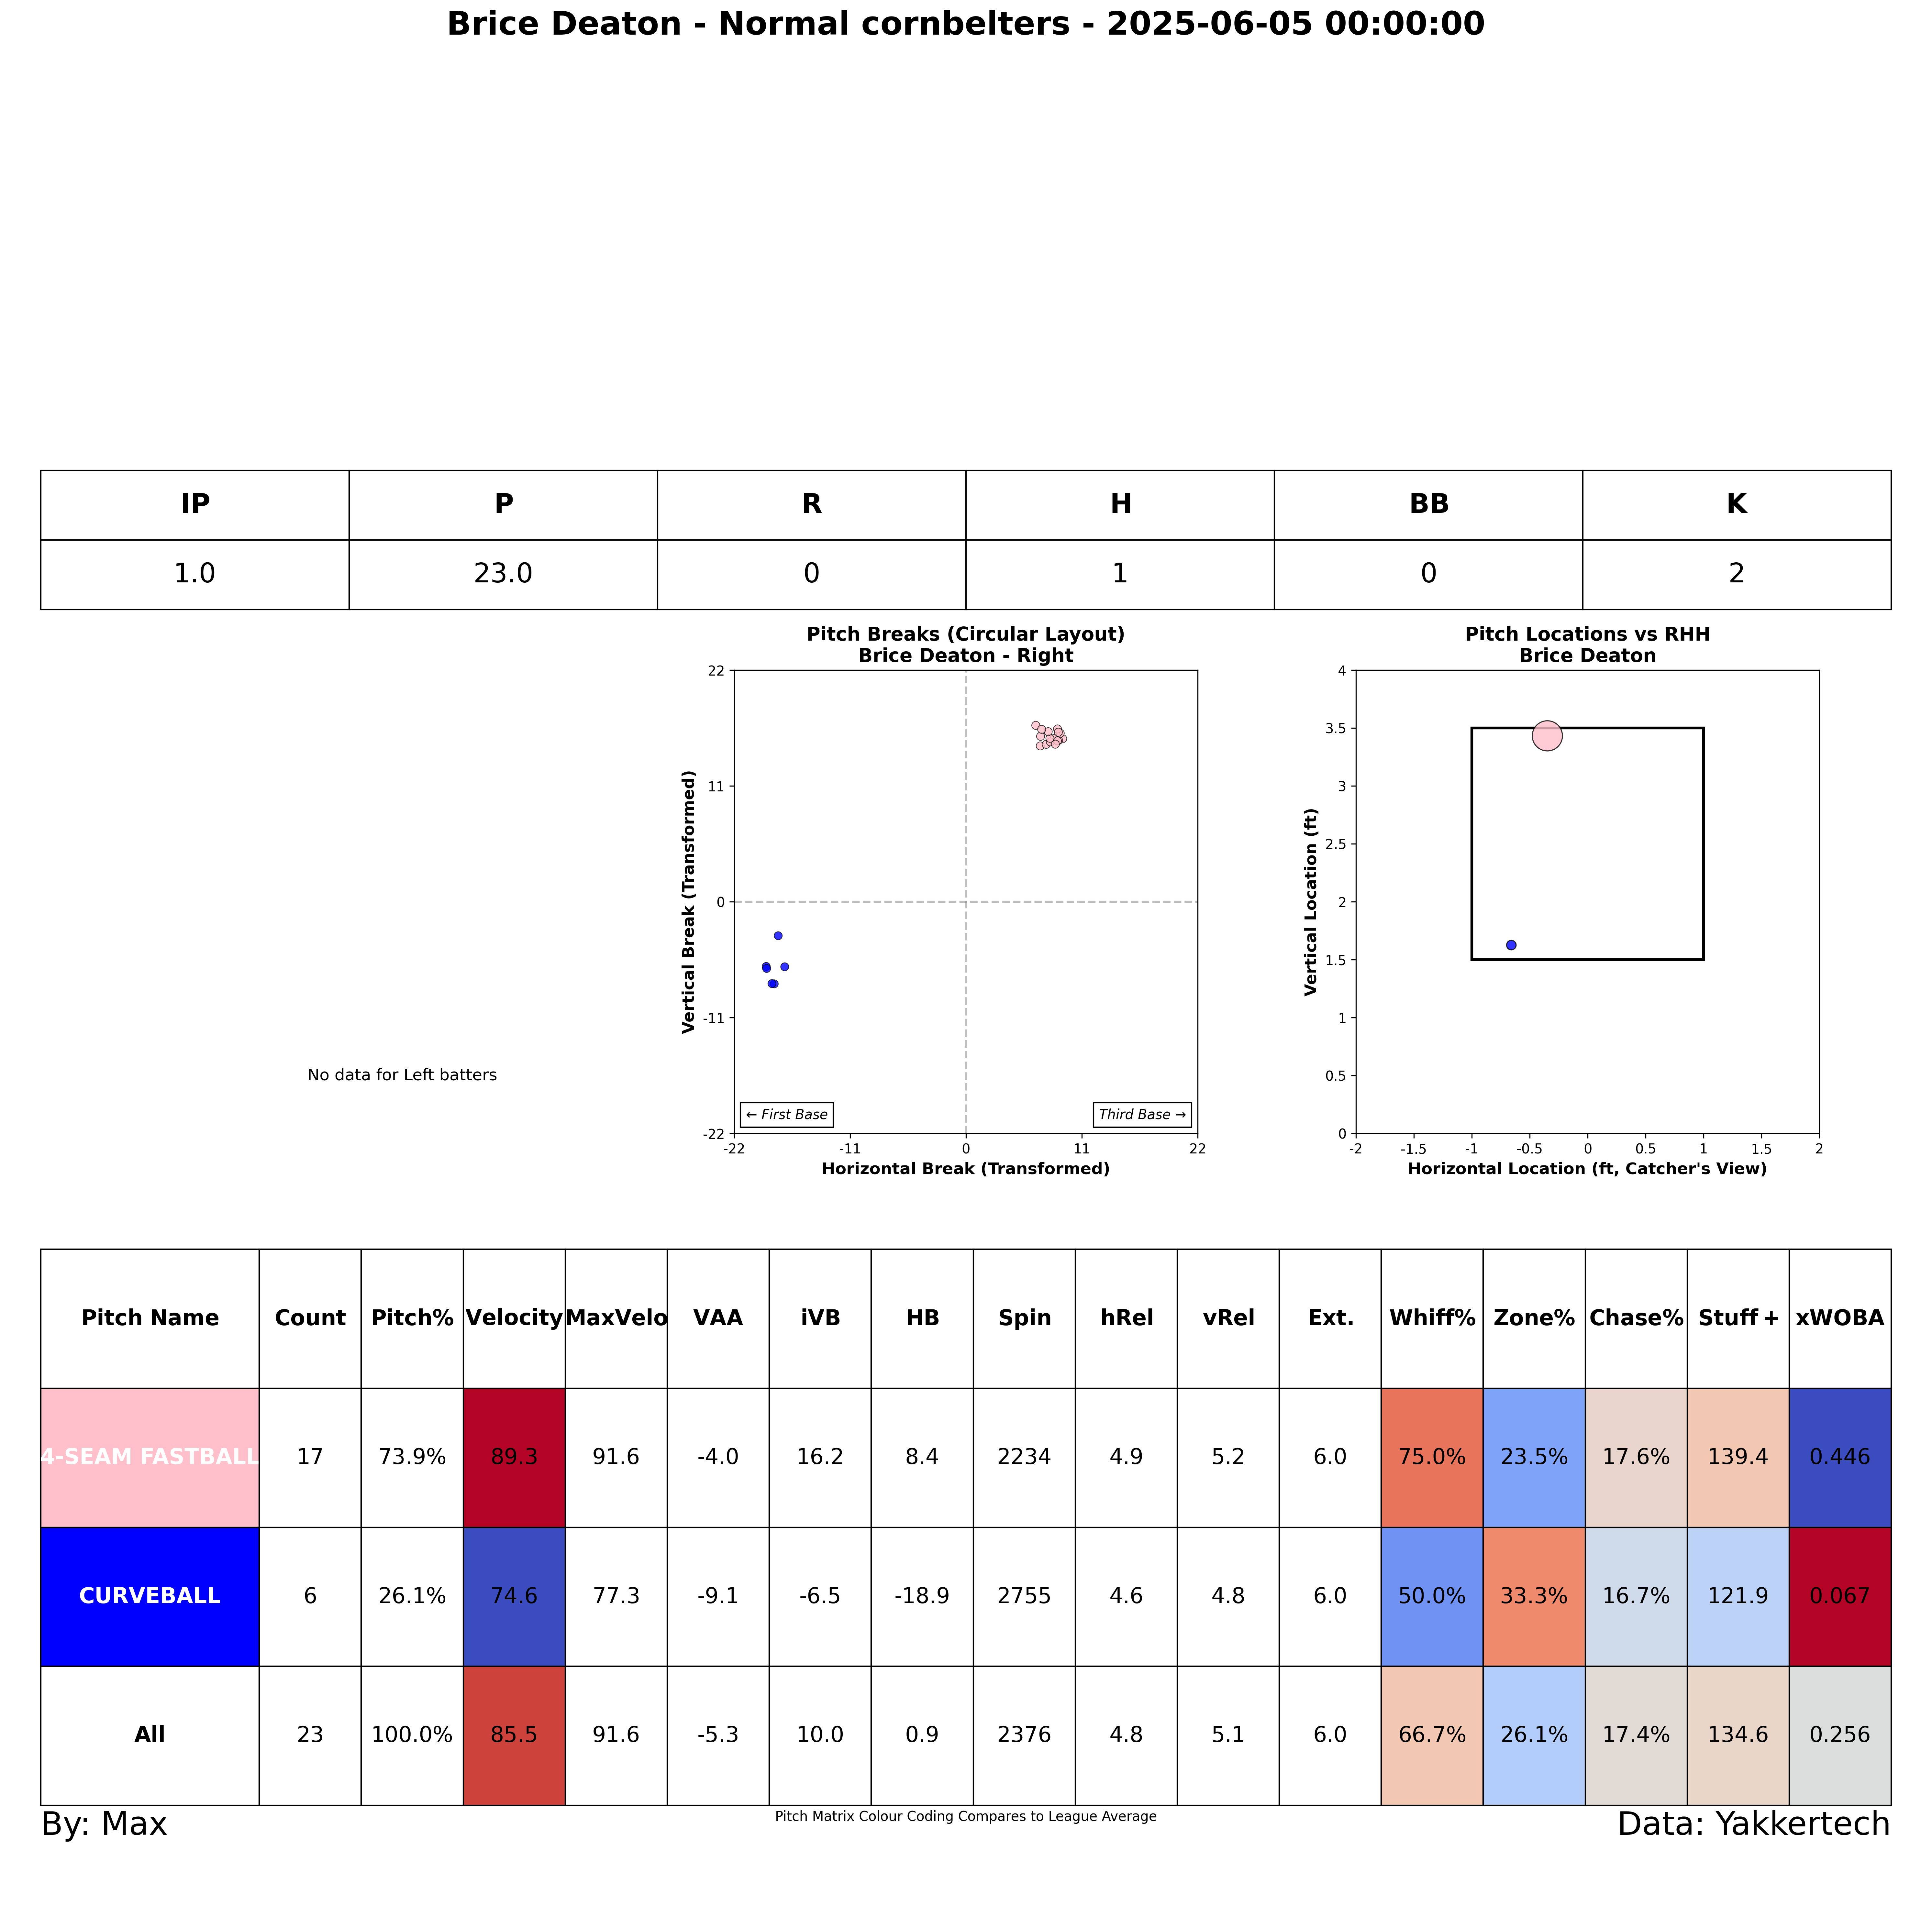 Brice Deaton - Normal cornbelters - 2025-06-05 00:00:00
IP P R H BB K
1.0 23.0 0 1 0 2
No data for Left batters
Pitch Breaks (Circular Layout)
Brice Deaton - Right
Vertical Break (Transformed)
22
11
0
-11
-22
← First Base
Third Base →
-22 -11 0 11 22
Horizontal Break (Transformed)
Pitch Locations vs RHH
Brice Deaton
Vertical Location (ft)
4
3.5
3
2.5
2
1.5
1
0.5
0
-2 -1.5 -1 -0.5 0 0.5 1 1.5 2
Horizontal Location (ft, Catcher's View)
Pitch Name Count Pitch% Velocity MaxVelo VAA iVB HB Spin hRel vRel Ext. Whiff% Zone% Chase% Stuff+ xWOBA
4-SEAM FASTBALL 17 73.9% 89.3 91.6 -4.0 16.2 8.4 2234 4.9 5.2 6.0 75.0% 23.5% 17.6% 139.4 0.446
CURVEBALL 6 26.1% 74.6 77.3 -9.1 -6.5 -18.9 2755 4.6 4.8 6.0 50.0% 33.3% 16.7% 121.9 0.067
All 23 100.0% 85.5 91.6 -5.3 10.0 0.9 2376 4.8 5.1 6.0 66.7% 26.1% 17.4% 134.6 0.256
By: Max
Pitch Matrix Colour Coding Compares to League Average
Data: Yakkertech